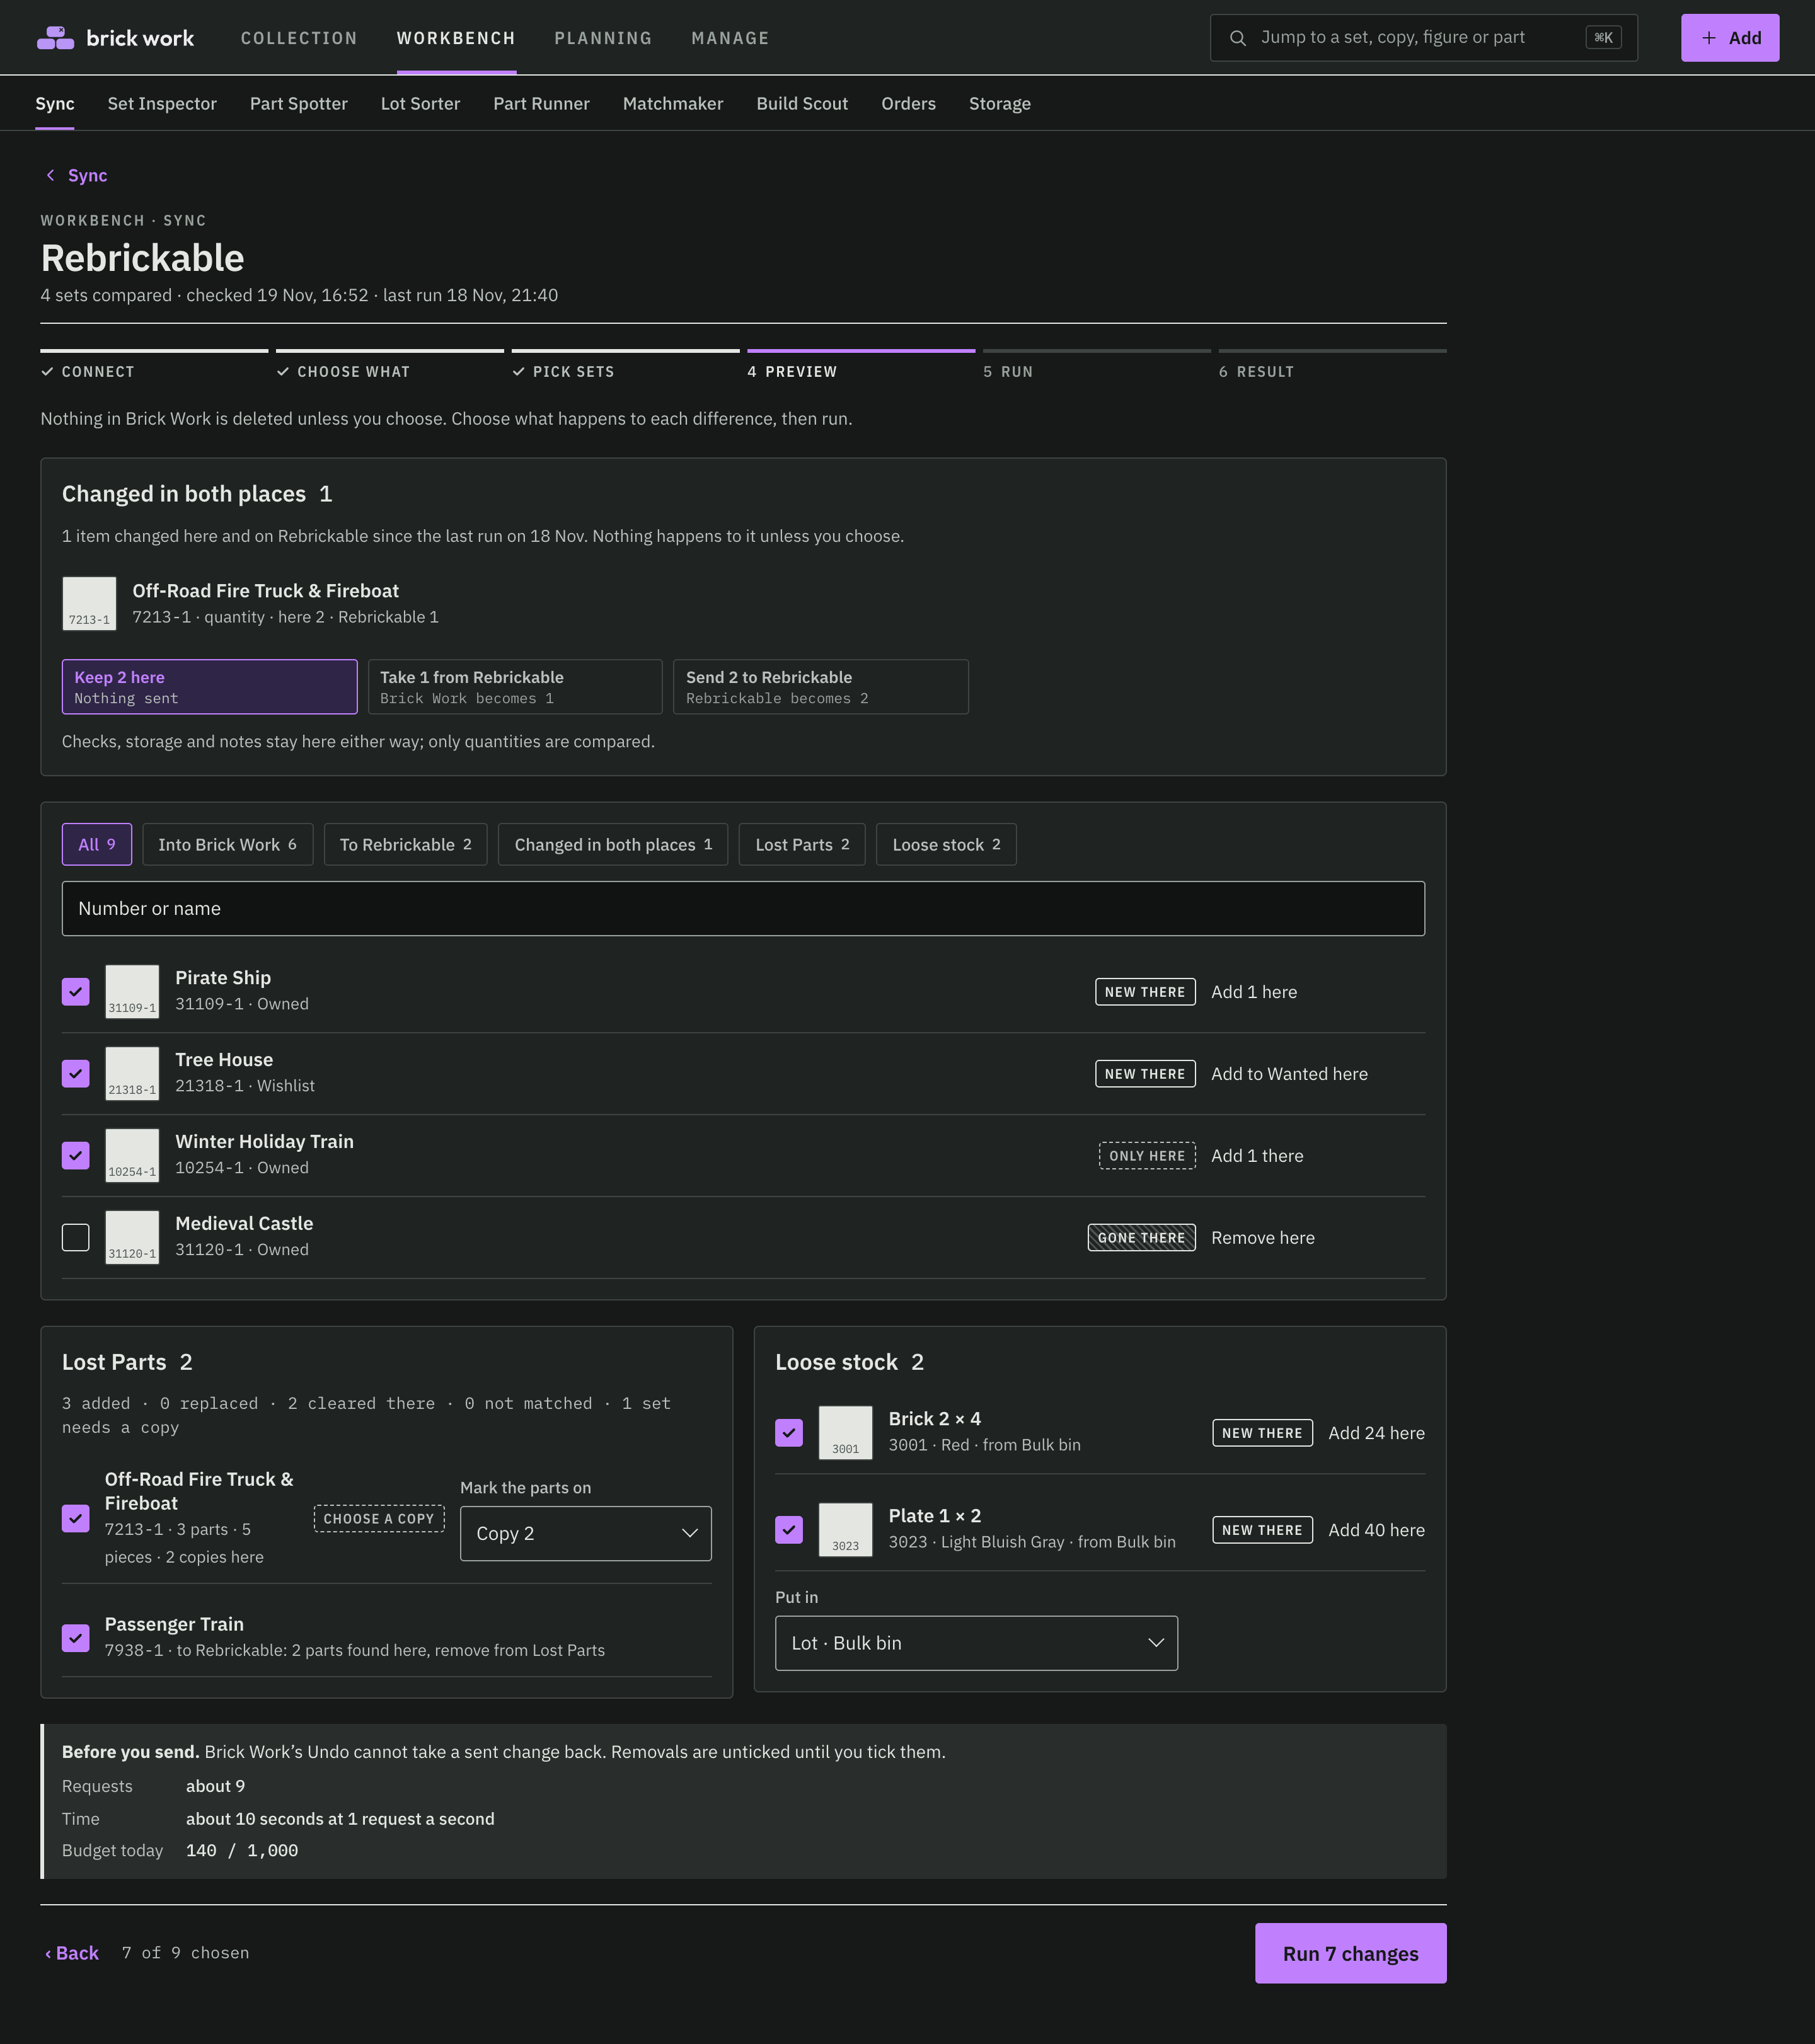 brick work
COLLECTION
WORKBENCH
PLANNING
MANAGE
Jump to a set, copy, figure or part
⌘K
+ Add
Sync
Set Inspector
Part Spotter
Lot Sorter
Part Runner
Matchmaker
Build Scout
Orders
Storage
‹ Sync
WORKBENCH · SYNC
Rebrickable
4 sets compared · checked 19 Nov, 16:52 · last run 18 Nov, 21:40
✓ CONNECT
✓ CHOOSE WHAT
✓ PICK SETS
4 PREVIEW
5 RUN
6 RESULT
Nothing in Brick Work is deleted unless you choose. Choose what happens to each difference, then run.
Changed in both places 1
1 item changed here and on Rebrickable since the last run on 18 Nov. Nothing happens to it unless you choose.
7213-1
Off-Road Fire Truck & Fireboat
7213-1 · quantity · here 2 · Rebrickable 1
Keep 2 here
Nothing sent
Take 1 from Rebrickable
Brick Work becomes 1
Send 2 to Rebrickable
Rebrickable becomes 2
Checks, storage and notes stay here either way; only quantities are compared.
All 9
Into Brick Work 6
To Rebrickable 2
Changed in both places 1
Lost Parts 2
Loose stock 2
Number or name
31109-1
Pirate Ship
31109-1 · Owned
NEW THERE
Add 1 here
21318-1
Tree House
21318-1 · Wishlist
NEW THERE
Add to Wanted here
10254-1
Winter Holiday Train
10254-1 · Owned
ONLY HERE
Add 1 there
31120-1
Medieval Castle
31120-1 · Owned
GONE THERE
Remove here
Lost Parts 2
3 added · 0 replaced · 2 cleared there · 0 not matched · 1 set
needs a copy
Off-Road Fire Truck &
Fireboat
7213-1 · 3 parts · 5
pieces · 2 copies here
CHOOSE A COPY
Mark the parts on
Copy 2
Passenger Train
7938-1 · to Rebrickable: 2 parts found here, remove from Lost Parts
Loose stock 2
3001
Brick 2 × 4
3001 · Red · from Bulk bin
NEW THERE
Add 24 here
3023
Plate 1 × 2
3023 · Light Bluish Gray · from Bulk bin
NEW THERE
Add 40 here
Put in
Lot · Bulk bin
Before you send. Brick Work’s Undo cannot take a sent change back. Removals are unticked until you tick them.
Requests about 9
Time about 10 seconds at 1 request a second
Budget today 140 / 1,000
‹ Back
7 of 9 chosen
Run 7 changes